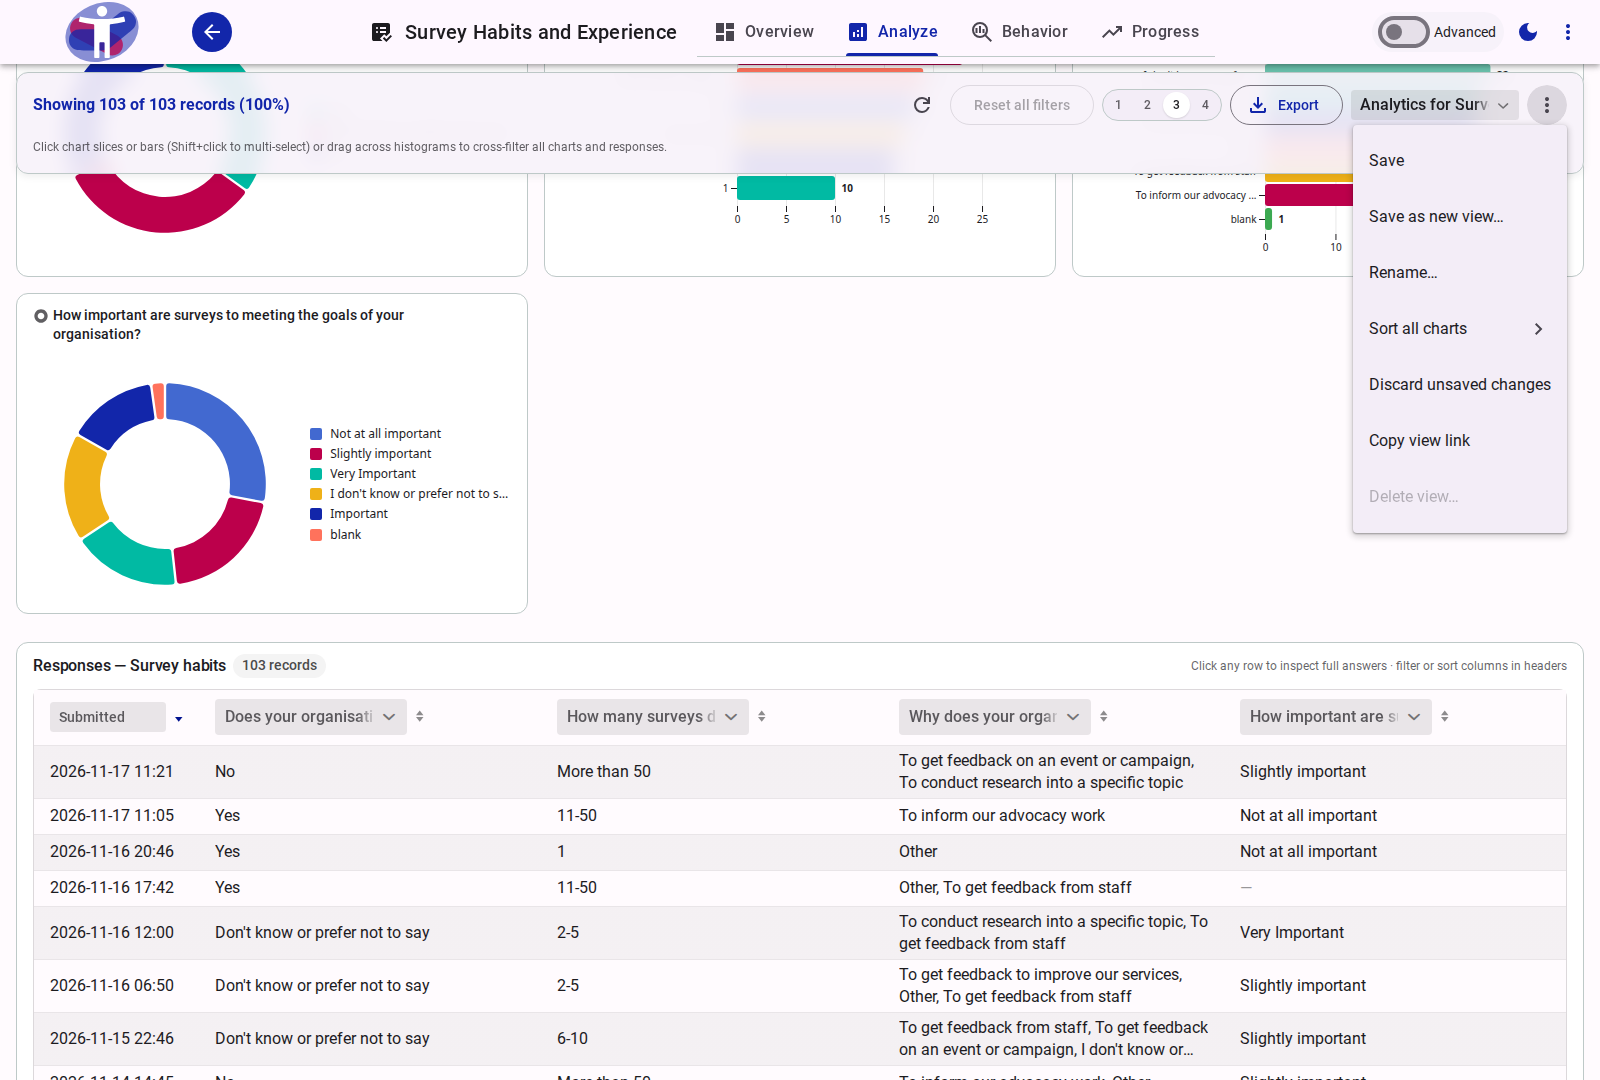 Survey Habits and Experience
Overview
Analyze
Behavior
Progress
Advanced
Showing 103 of 103 records (100%)
Reset all filters
1 2 3 4
Export
Analytics for Surv
Click chart slices or bars (Shift+click to multi-select) or drag across histograms to cross-filter all charts and responses.
Save
Save as new view...
Rename...
Sort all charts
Discard unsaved changes
Copy view link
Delete view...
1
10
0 5 10 15 20 25
To inform our advocacy ...
blank
1
0 10
How important are surveys to meeting the goals of your
organisation?
Not at all important
Slightly important
Very Important
I don't know or prefer not to s...
Important
blank
Responses — Survey habits
103 records
Click any row to inspect full answers · filter or sort columns in headers
Submitted
Does your organisati
How many surveys d
Why does your orgar
How important are s
2026-11-17 11:21
No
More than 50
To get feedback on an event or campaign,
To conduct research into a specific topic
Slightly important
2026-11-17 11:05
Yes
11-50
To inform our advocacy work
Not at all important
2026-11-16 20:46
Yes
1
Other
Not at all important
2026-11-16 17:42
Yes
11-50
Other, To get feedback from staff
—
2026-11-16 12:00
Don't know or prefer not to say
2-5
To conduct research into a specific topic, To
get feedback from staff
Very Important
2026-11-16 06:50
Don't know or prefer not to say
2-5
To get feedback to improve our services,
Other, To get feedback from staff
Slightly important
2026-11-15 22:46
Don't know or prefer not to say
6-10
To get feedback from staff, To get feedback
on an event or campaign, I don't know or...
Slightly important